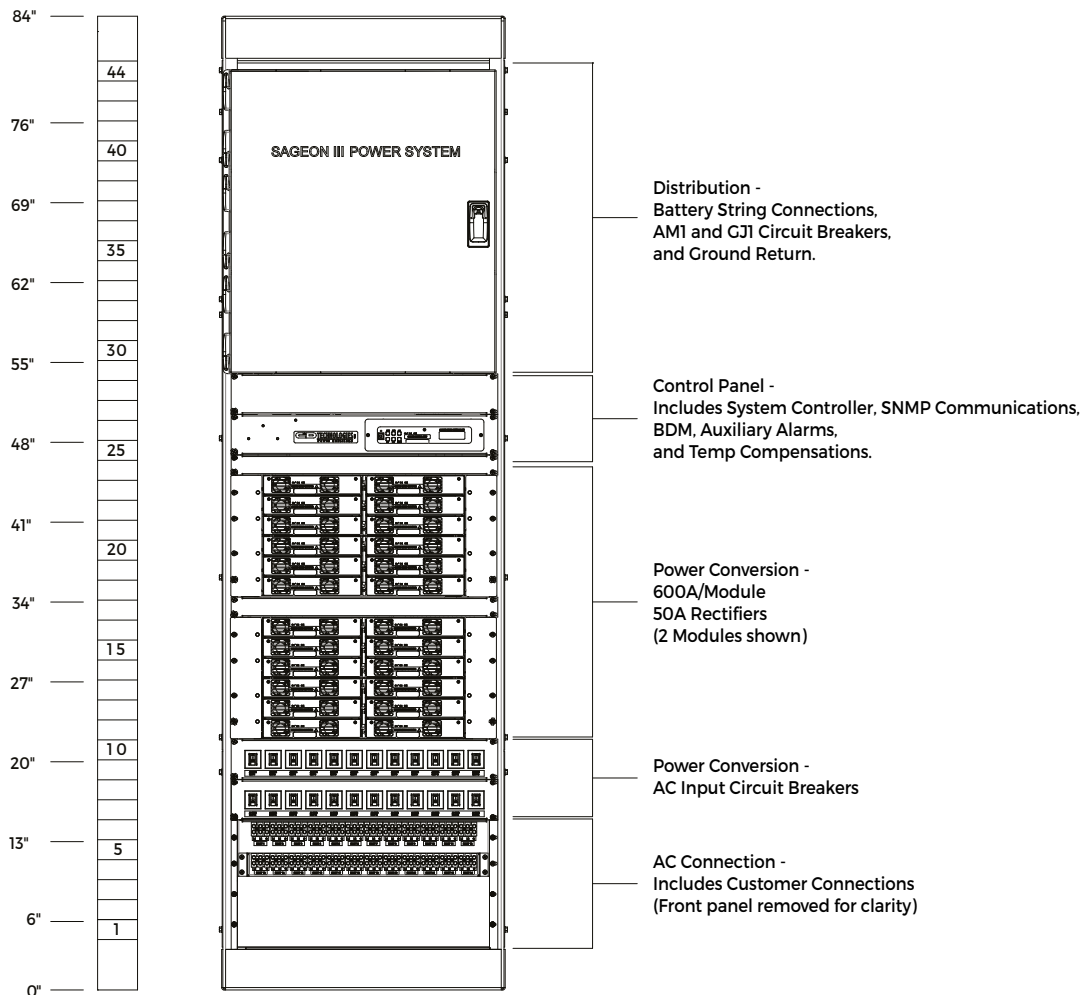 84"
44
76"
40
69"
35
62"
30
55"
48"
25
41"
20
34"
15
27"
10
20"
13"
5
6"
1
0"
SAGEON III POWER SYSTEM
TECHNOLOGIES
Distribution -
Battery String Connections,
AM1 and GJ1 Circuit Breakers,
and Ground Return.
Control Panel -
Includes System Controller, SNMP Communications,
BDM, Auxiliary Alarms,
and Temp Compensations.
Power Conversion -
600A/Module
50A Rectifiers
(2 Modules shown)
Power Conversion -
AC Input Circuit Breakers
AC Connection -
Includes Customer Connections
(Front panel removed for clarity)